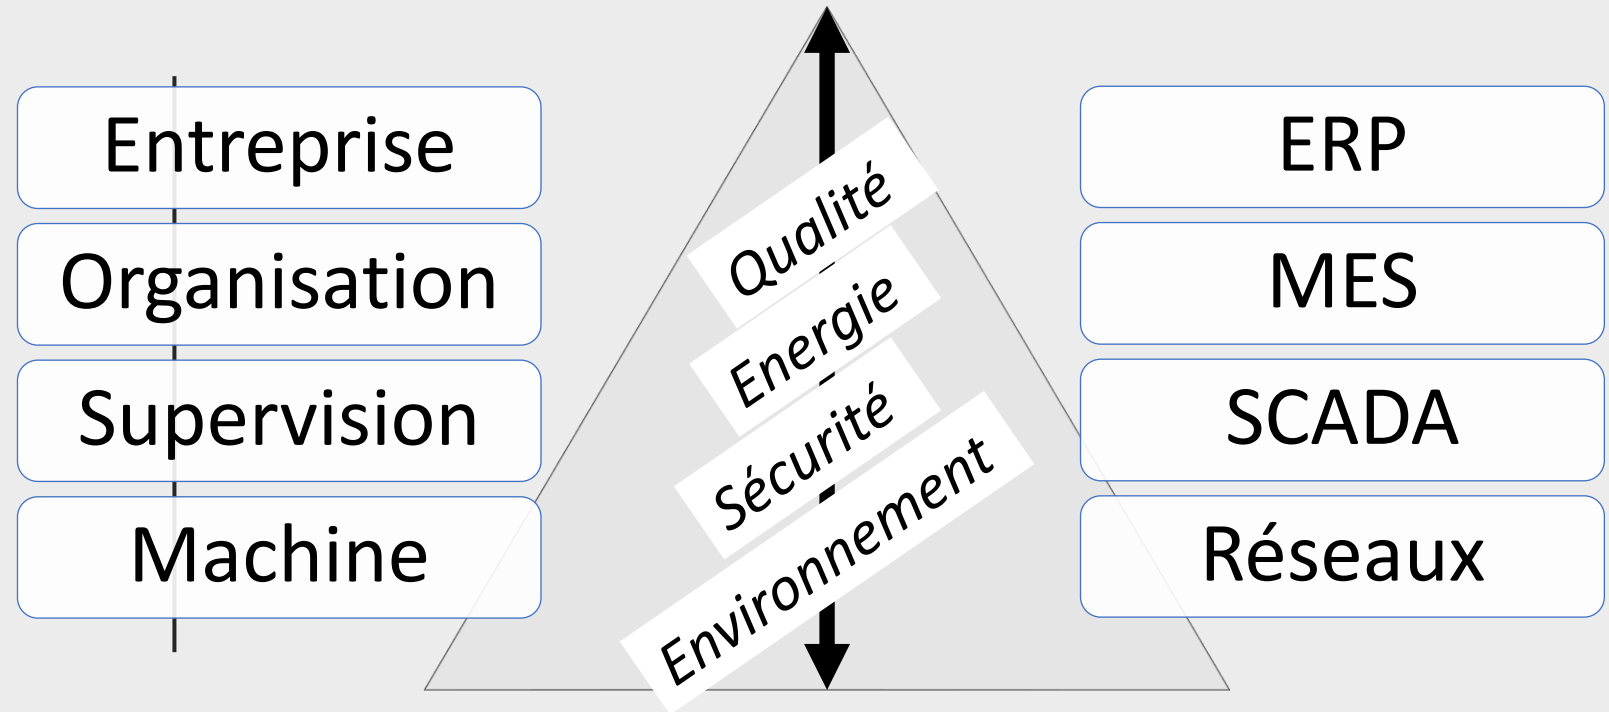 Entreprise
Organisation
Supervision
Machine
Qualité
Energie
Sécurité
Environnement
ERP
MES
SCADA
Réseaux